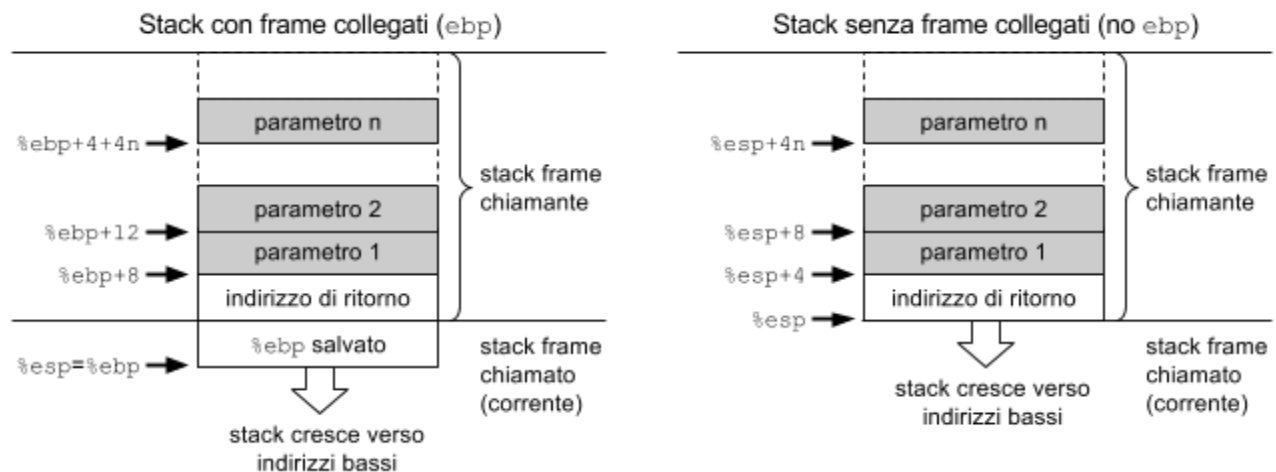 Stack con frame collegati (ebp)
parametro n
%ebp+4+4n
stack frame
chiamante
parametro 2
%ebp+12
parametro 1
%ebp+8
indirizzo di ritorno
%ebp salvato
%esp=%ebp
stack frame
chiamato
(corrente)
stack cresce verso
indirizzi bassi
Stack senza frame collegati (no ebp)
parametro n
%esp+4n
stack frame
chiamante
parametro 2
%esp+8
parametro 1
%esp+4
indirizzo di ritorno
%esp
stack frame
chiamato
(corrente)
stack cresce verso
indirizzi bassi